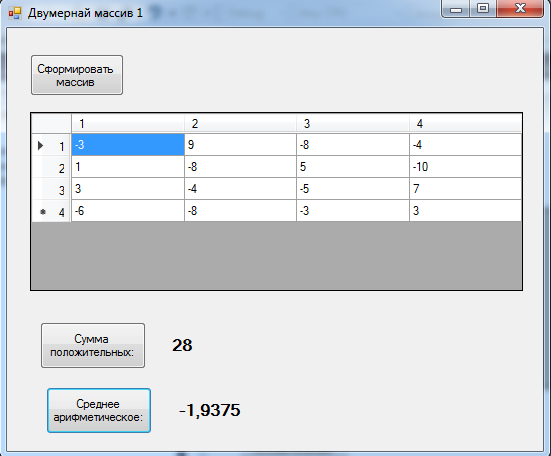 Двумернай массив 1
Сформировать
массив
1 2 3 4
1 -3 9 -8 -4
2 1 -8 5 -10
3 3 -4 -5 7
4 -6 -8 -3 3
Сумма
положительных:
28
Среднее
арифметическое:
-1,9375